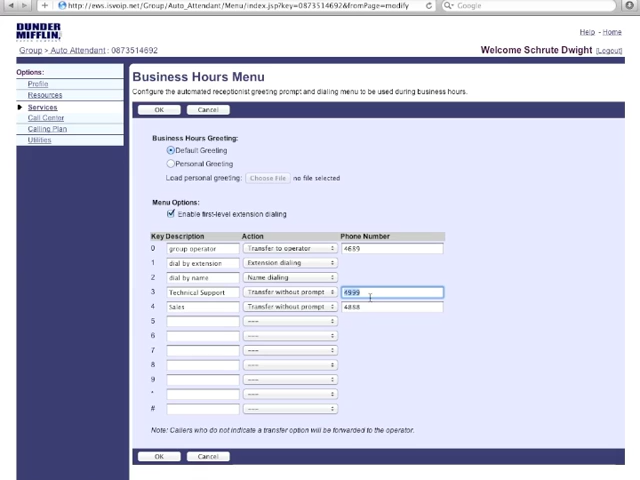 http://ews.isvoip.net/Group/Auto_Attendant/Menu/index.jsp?key=0873514692&fromPage=modify
Google
DUNDER
MIFFLIN,
Help - Home
Group > Auto Attendant : 0873514692
Welcome Schrute Dwight [Logout]
Options:
Profile
Resources
Services
Call Center
Calling Plan
Utilities
Business Hours Menu
Configure the automated receptionist greeting prompt and dialing menu to be used during business hours.
OK Cancel
Business Hours Greeting:
Default Greeting
Personal Greeting
Load personal greeting: Choose File no file selected
Menu Options:
Enable first-level extension dialing
Key Description Action Phone Number
0 group operator Transfer to operator 4689
1 dial by extension Extension dialing
2 dial by name Name dialing
3 Technical Support Transfer without prompt 4999
4 Sales Transfer without prompt 4888
5 ---
6 ---
7 ---
8 ---
9 ---
* ---
# ---
Note: Callers who do not indicate a transfer option will be forwarded to the operator.
OK Cancel